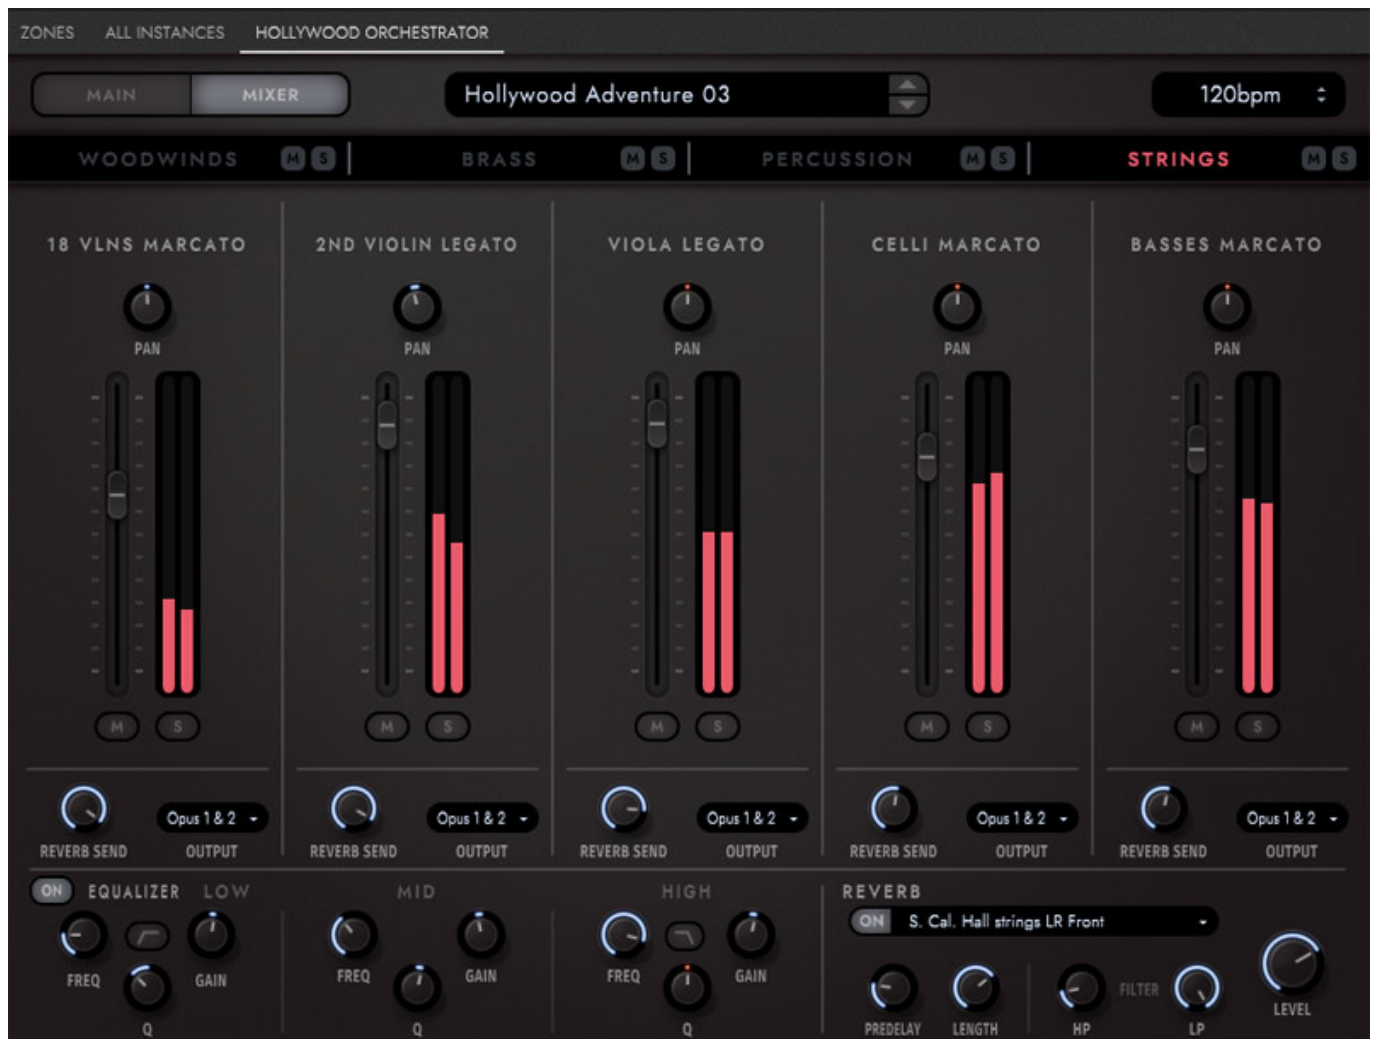 ZONES ALL INSTANCES HOLLYWOOD ORCHESTRATOR
MAIN MIXER Hollywood Adventure 03 120bpm
WOODWINDS M S BRASS M S PERCUSSION M S STRINGS M S
18 VLNS MARCATO 2ND VIOLIN LEGATO VIOLA LEGATO CELLI MARCATO BASSES MARCATO
PAN PAN PAN PAN PAN
M S M S M S M S M S
Opus 1 & 2 Opus 1 & 2 Opus 1 & 2 Opus 1 & 2 Opus 1 & 2
REVERB SEND OUTPUT REVERB SEND OUTPUT REVERB SEND OUTPUT REVERB SEND OUTPUT REVERB SEND OUTPUT
ON EQUALIZER LOW MID HIGH REVERB
ON S. Cal. Hall strings LR Front
FREQ GAIN FREQ GAIN FREQ GAIN
FILTER LEVEL
Q Q Q PREDELAY LENGTH HP LP